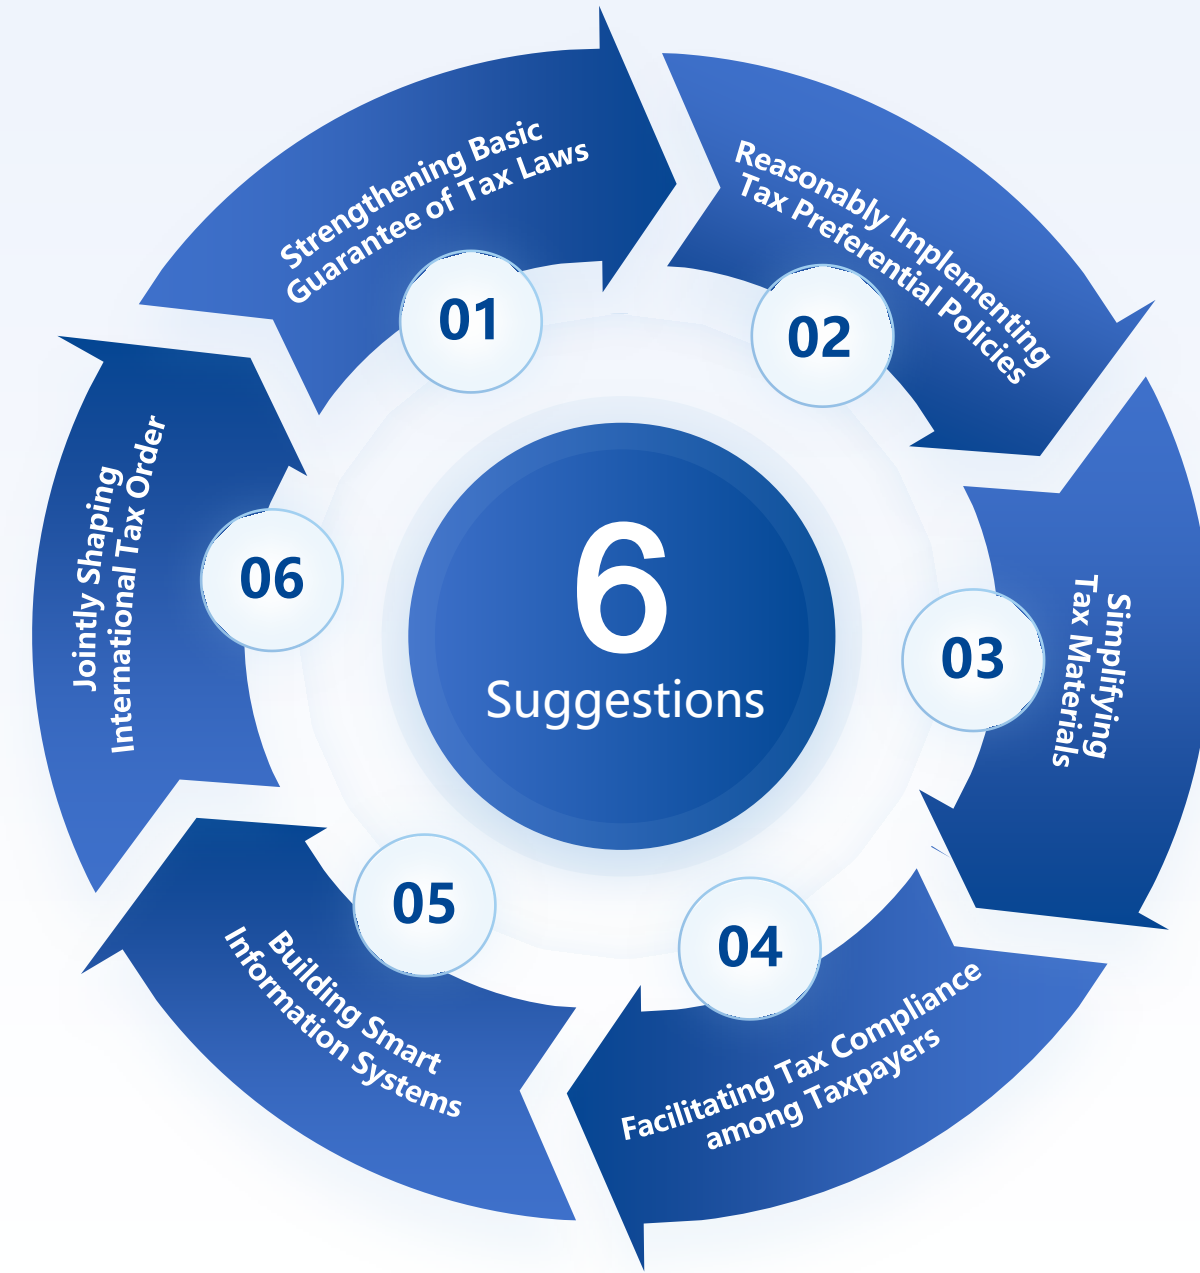 6
Suggestions
01
Strengthening Basic
Guarantee of Tax Laws
02
Reasonably Implementing
Tax Preferential Policies
03
Simplifying
Tax Materials
04
Facilitating Tax Compliance
among Taxpayers
05
Building Smart
Information Systems
06
Jointly Shaping
International Tax Order